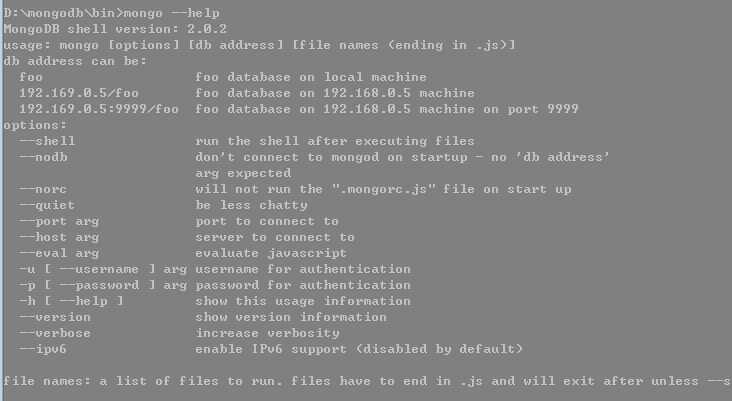 D:\mongodb\bin>mongo --help
MongoDB shell version: 2.0.2
usage: mongo [options] [db address] [file names (ending in .js)]
db address can be:
  foo                   foo database on local machine
  192.169.0.5/foo       foo database on 192.168.0.5 machine
  192.169.0.5:9999/foo  foo database on 192.168.0.5 machine on port 9999
options:
  --shell               run the shell after executing files
  --nodb                don't connect to mongod on startup - no 'db address'
                        arg expected
  --norc                will not run the ".mongorc.js" file on start up
  --quiet               be less chatty
  --port arg            port to connect to
  --host arg            server to connect to
  --eval arg            evaluate javascript
  -u [ --username ] arg username for authentication
  -p [ --password ] arg password for authentication
  -h [ --help ]         show this usage information
  --version             show version information
  --verbose             increase verbosity
  --ipv6                enable IPv6 support (disabled by default)

file names: a list of files to run. files have to end in .js and will exit after unless --s